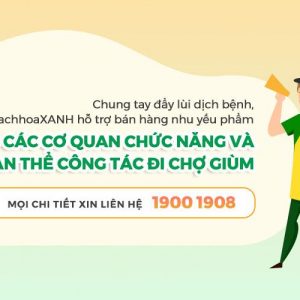 Chung tay đẩy lùi dịch bệnh,
achhoaXANH hỗ trợ bán hàng nhu yếu phẩm
CÁC CƠ QUAN CHỨC NĂNG VÀ
ÀN THỂ CÔNG TÁC ĐI CHỢ GIÙM
MỌI CHI TIẾT XIN LIÊN HỆ 1900 1908